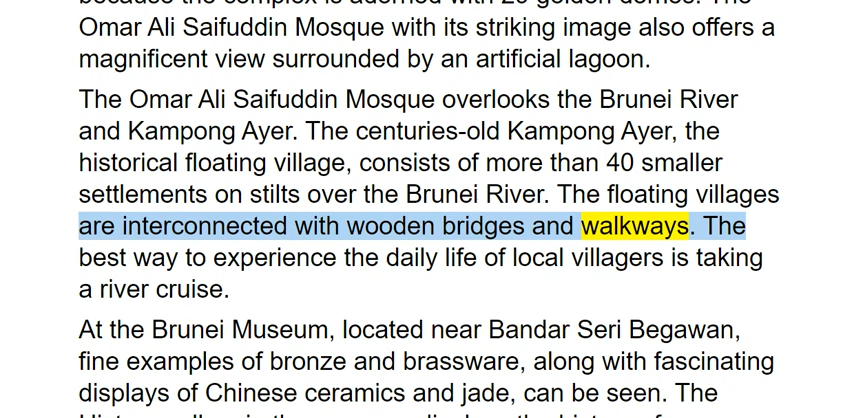 Omar Ali Saifuddin Mosque with its striking image also offers a
magnificent view surrounded by an artificial lagoon.
The Omar Ali Saifuddin Mosque overlooks the Brunei River
and Kampong Ayer. The centuries-old Kampong Ayer, the
historical floating village, consists of more than 40 smaller
settlements on stilts over the Brunei River. The floating villages
are interconnected with wooden bridges and walkways. The
best way to experience the daily life of local villagers is taking
a river cruise.
At the Brunei Museum, located near Bandar Seri Begawan,
fine examples of bronze and brassware, along with fascinating
displays of Chinese ceramics and jade, can be seen. The